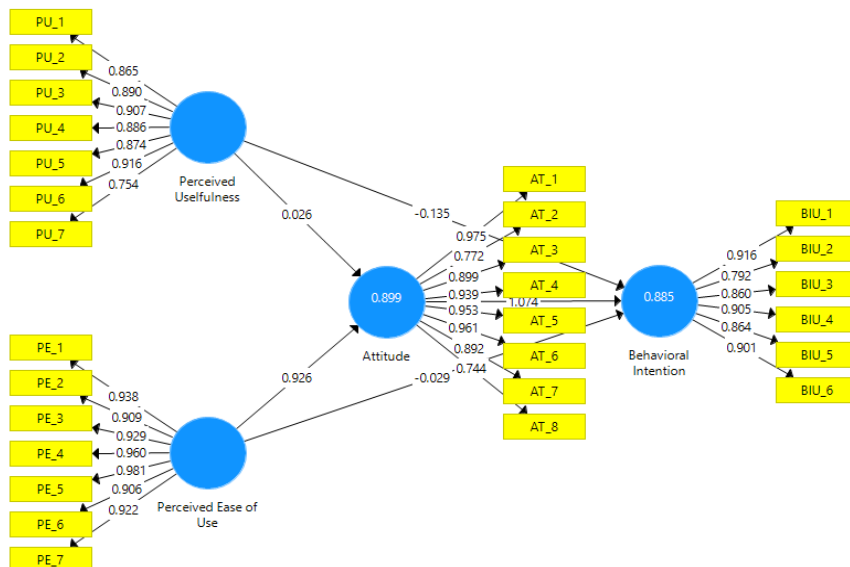 PU_1
PU_2
PU_3
PU_4
PU_5
PU_6
PU_7
0.865
0.890
0.907
0.886
0.874
0.916
0.754
Perceived
Uselfulness
0.026
-0.135
PE_1
PE_2
PE_3
PE_4
PE_5
PE_6
PE_7
0.938
0.909
0.929
0.960
0.981
0.906
0.922
Perceived Ease of
Use
0.926
-0.029
0.899
Attitude
0.975
0.772
0.899
0.939
0.953
0.961
0.892
0.744
1.074
AT_1
AT_2
AT_3
AT_4
AT_5
AT_6
AT_7
AT_8
0.885
Behavioral
Intention
0.916
0.792
0.860
0.905
0.864
0.901
BIU_1
BIU_2
BIU_3
BIU_4
BIU_5
BIU_6